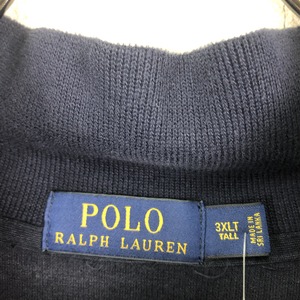 POLO
RALPH LAUREN
3XLT
TALL
MADE IN
SRI LANKA